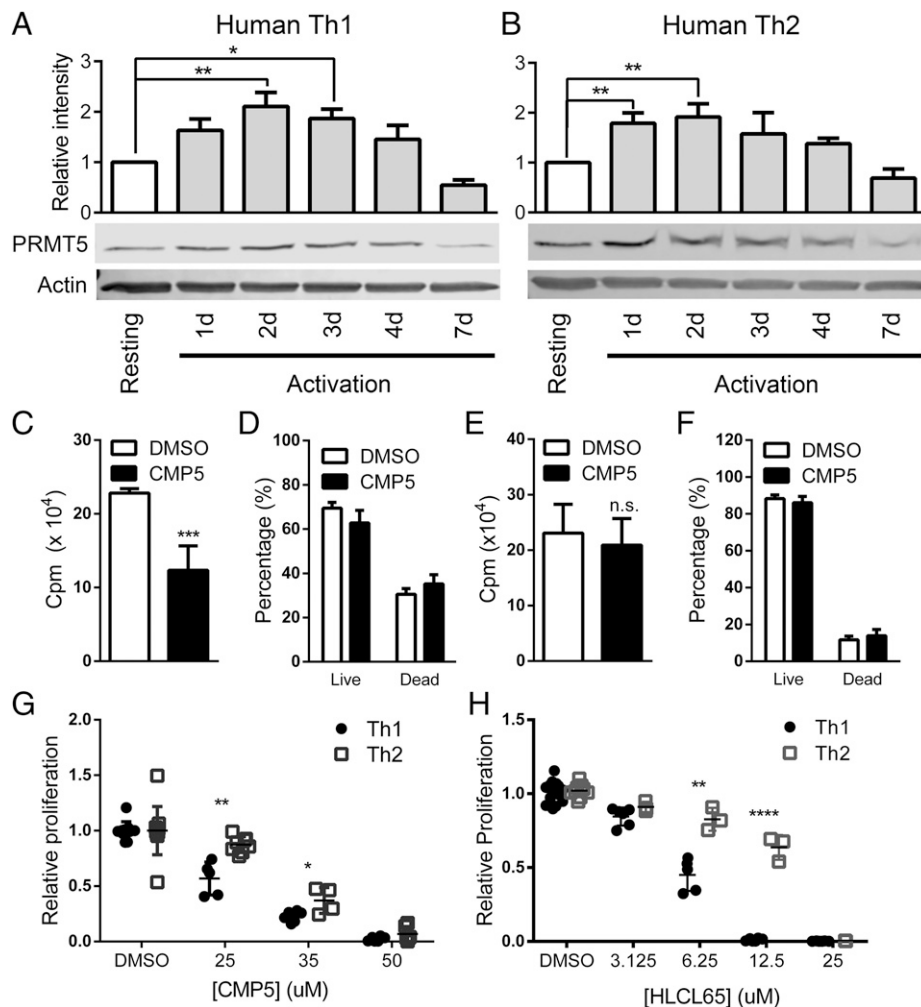 A Human Th1
B Human Th2
* 
**
**
**
Relative intensity
3
2
1
0
3
2
1
0
PRMT5
Actin
Resting 1d 2d 3d 4d 7d
Activation
Resting 1d 2d 3d 4d 7d
Activation
C
DMSO
CMP5
***
Cpm (x 10⁴)
30
20
10
0
D
DMSO
CMP5
Percentage (%)
100
80
60
40
20
0
Live Dead
E
DMSO
CMP5
n.s.
Cpm (x10⁴)
40
30
20
10
0
F
DMSO
CMP5
Percentage (%)
120
100
80
60
40
20
0
Live Dead
G
Th1
Th2
**
*
Relative proliferation
2.0
1.5
1.0
0.5
0.0
DMSO 25 35 50
[CMP5] (uM)
H
Th1
Th2
**
****
Relative Proliferation
1.5
1.0
0.5
0.0
DMSO 3.125 6.25 12.5 25
[HLCL65] (uM)